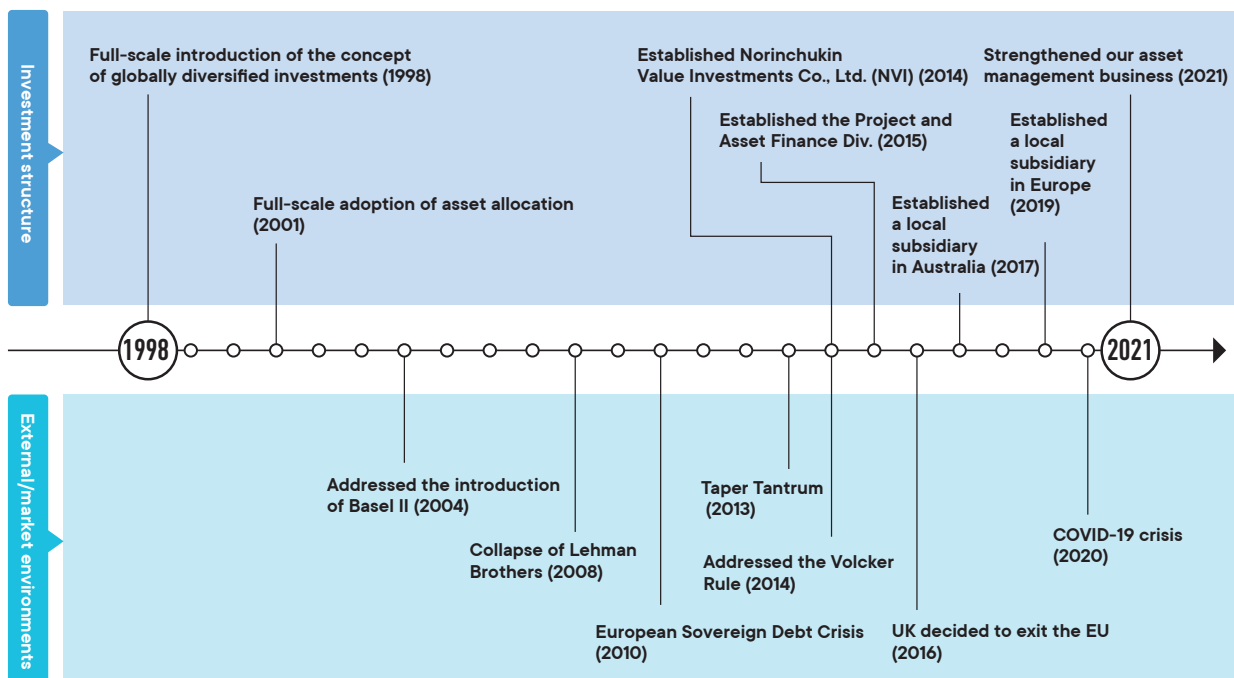 Investment structure
Full-scale introduction of the concept
of globally diversified investments (1998)
Full-scale adoption of asset allocation
(2001)
Established Norinchukin
Value Investments Co., Ltd. (NVI) (2014)
Established the Project and
Asset Finance Div. (2015)
Established
a local
subsidiary
in Australia (2017)
Established
a local
subsidiary
in Europe
(2019)
Strengthened our asset
management business (2021)
1998
2021
External/market environments
Addressed the introduction
of Basel II (2004)
Collapse of Lehman
Brothers (2008)
European Sovereign Debt Crisis
(2010)
Taper Tantrum
(2013)
Addressed the Volcker
Rule (2014)
UK decided to exit the EU
(2016)
COVID-19 crisis
(2020)